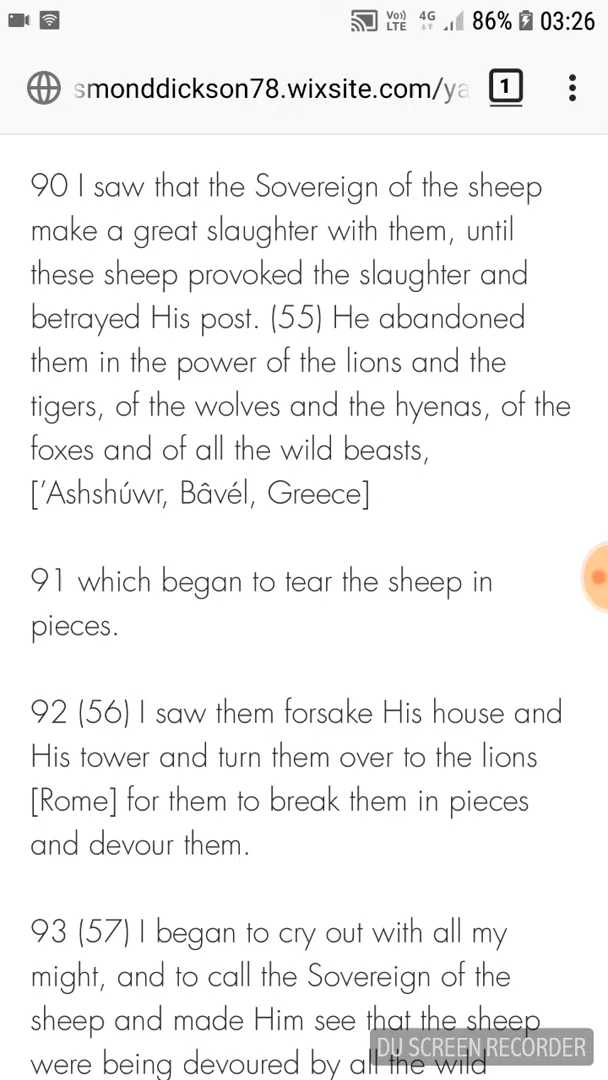 Vo))
LTE
4G
86%
03:26
smonddickson78.wixsite.com/ya
1
90 I saw that the Sovereign of the sheep
make a great slaughter with them, until
these sheep provoked the slaughter and
betrayed His post. (55) He abandoned
them in the power of the lions and the
tigers, of the wolves and the hyenas, of the
foxes and of all the wild beasts,
['Ashshúwr, Bâvél, Greece]
91 which began to tear the sheep in
pieces.
92 (56) I saw them forsake His house and
His tower and turn them over to the lions
[Rome] for them to break them in pieces
and devour them.
93 (57) I began to cry out with all my
might, and to call the Sovereign of the
sheep and made Him see that the sheep
were being devoured by all the wild
DU SCREEN RECORDER